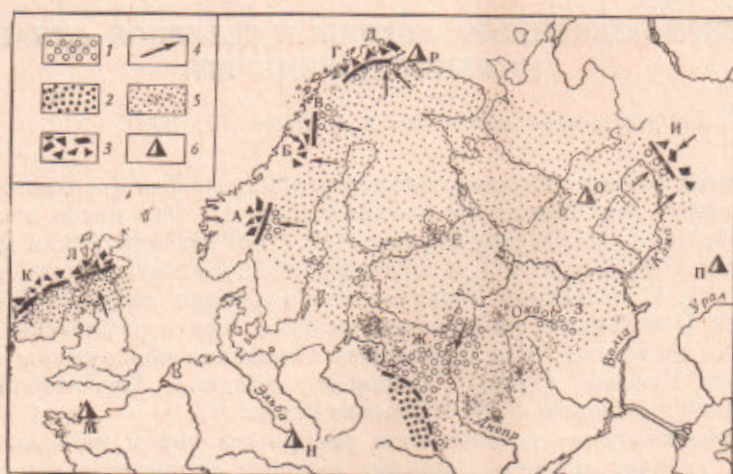 1 4
2 5
3 6
Д
Г
Р
В
И
Б
О
А
Е
Кама
Л
К
П
Урал
Ока
З
Ж
Волга
Эльба
Днепр
М
Н